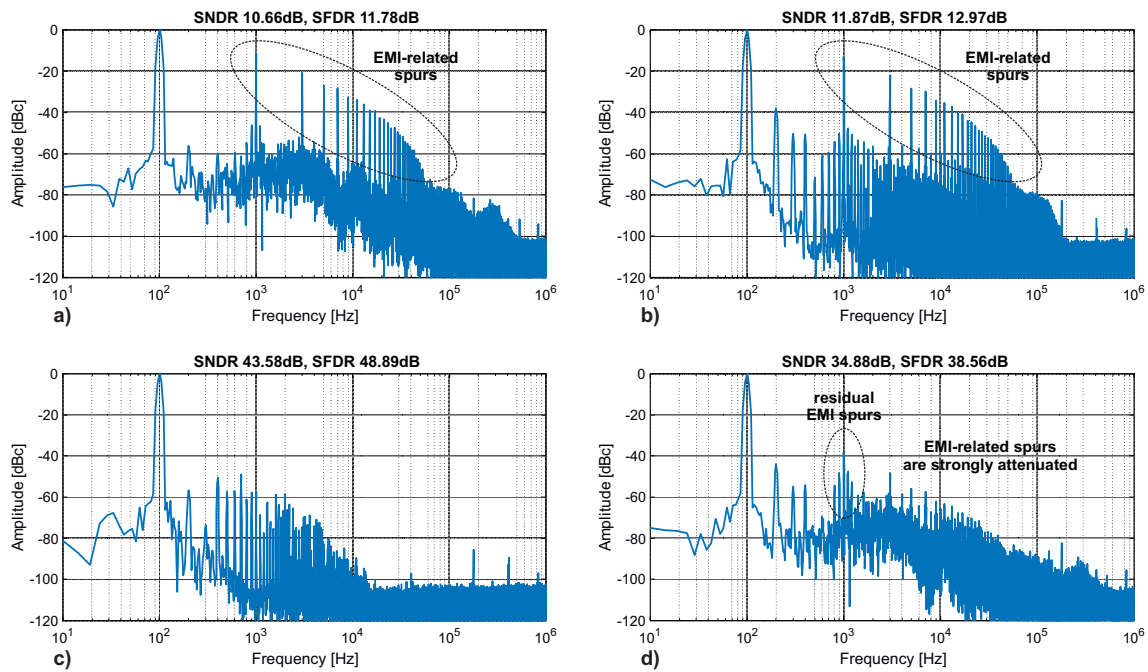 SNDR 10.66dB, SFDR 11.78dB
0
-20
-40
-60
-80
-100
-120
Amplitude [dBc]
EMI-related
spurs
10^1 10^2 10^3 10^4 10^5 10^6
Frequency [Hz]
a)
SNDR 11.87dB, SFDR 12.97dB
0
-20
-40
-60
-80
-100
-120
Amplitude [dBc]
EMI-related
spurs
10^1 10^2 10^3 10^4 10^5 10^6
Frequency [Hz]
b)
SNDR 43.58dB, SFDR 48.89dB
0
-20
-40
-60
-80
-100
-120
Amplitude [dBc]
10^1 10^2 10^3 10^4 10^5 10^6
Frequency [Hz]
c)
SNDR 34.88dB, SFDR 38.56dB
0
-20
-40
-60
-80
-100
-120
Amplitude [dBc]
residual
EMI spurs
EMI-related spurs
are strongly attenuated
10^1 10^2 10^3 10^4 10^5 10^6
Frequency [Hz]
d)